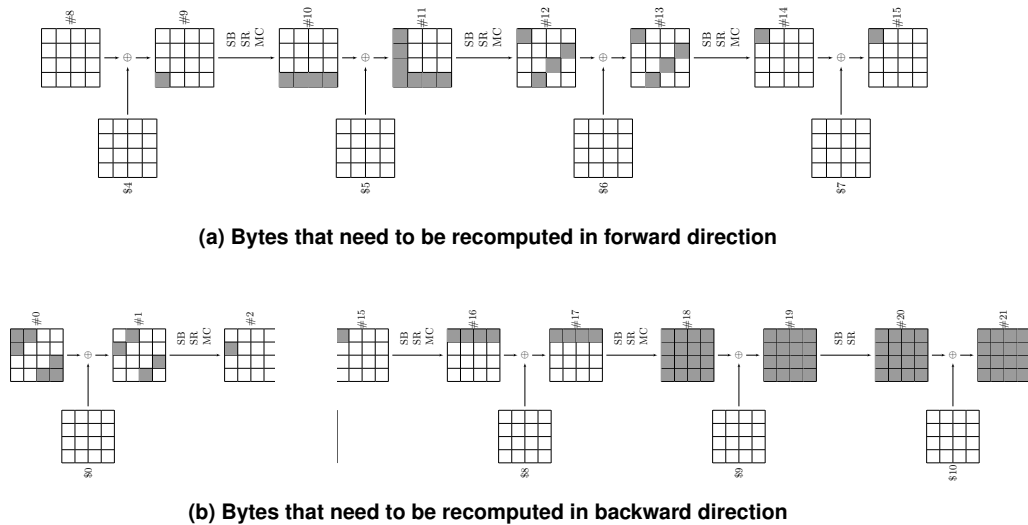 #8 #9 #10 #11 #12 #13 #14 #15
SB SR MC SB SR MC SB SR MC
⊕ ⊕ ⊕ ⊕
$4 $5 $6 $7
(a) Bytes that need to be recomputed in forward direction
#0 #1 #2 #15 #16 #17 #18 #19 #20 #21
SB SR MC SB SR MC SB SR MC SB SR
⊕ ⊕ ⊕ ⊕
$0 $8 $9 $10
(b) Bytes that need to be recomputed in backward direction